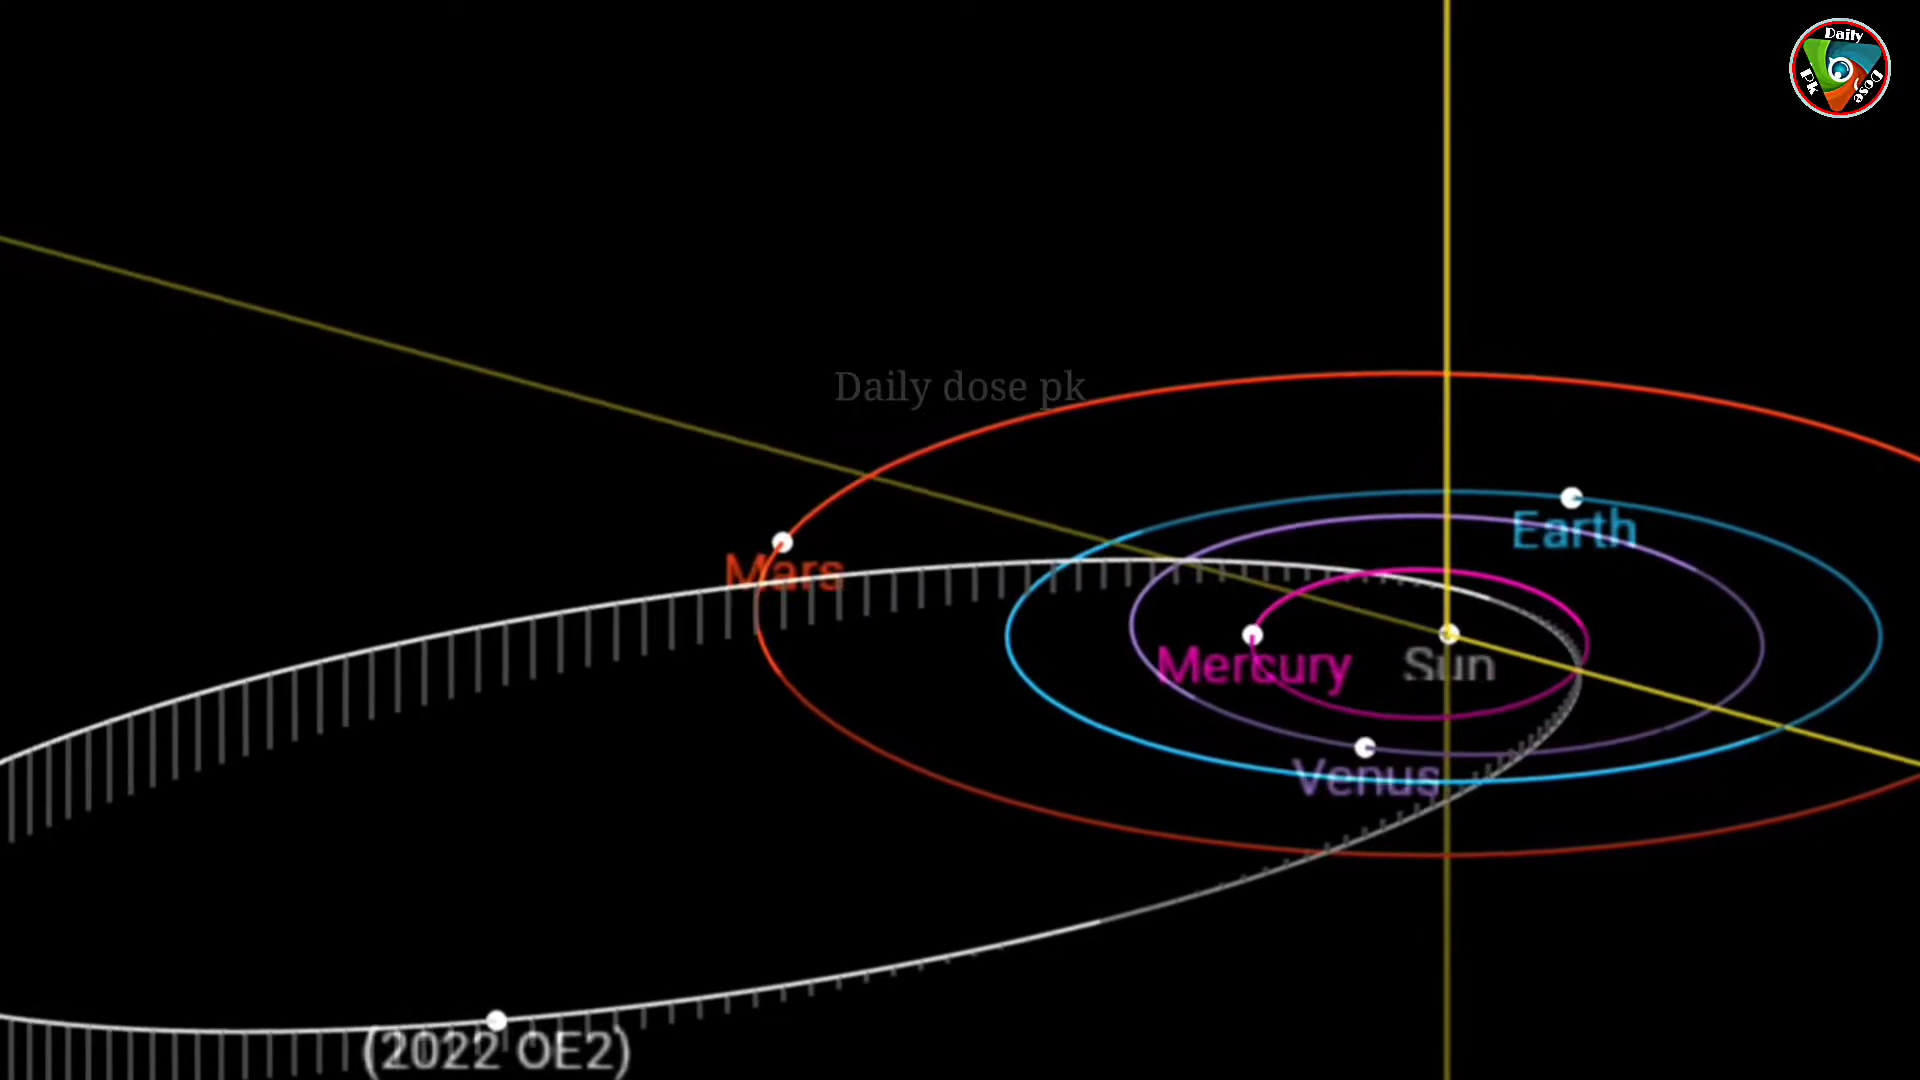 Daily
Dose
Pk
Daily dose pk
Earth
Mars
Mercury
Sun
Venus
(2022 OE2)